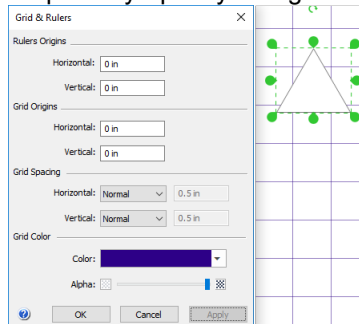 Grid & Rulers
Rulers Origins
Horizontal: 0 in
Vertical: 0 in
Grid Origins
Horizontal: 0 in
Vertical: 0 in
Grid Spacing
Horizontal: Normal 0.5 in
Vertical: Normal 0.5 in
Grid Color
Color:
Alpha:
OK Cancel Apply